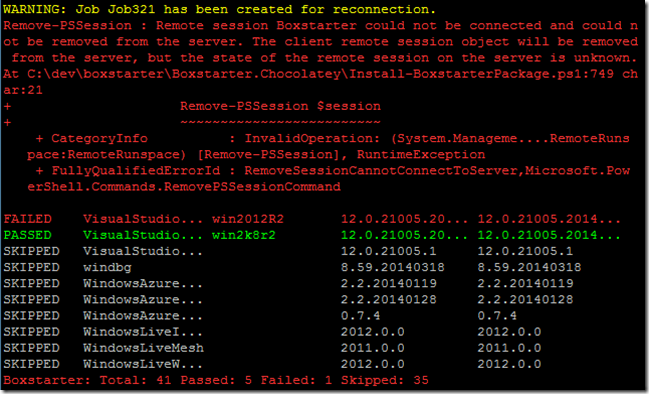 WARNING: Job Job321 has been created for reconnection.
Remove-PSSession : Remote session Boxstarter could not be connected and could n
ot be removed from the server. The client remote session object will be removed
 from the server, but the state of the remote session on the server is unknown.
At C:\dev\boxstarter\Boxstarter.Chocolatey\Install-BoxstarterPackage.ps1:749 ch
ar:21
+                     Remove-PSSession $session
+                     ~~~~~~~~~~~~~~~~~~~~~~~~~
    + CategoryInfo          : InvalidOperation: (System.Manageme....RemoteRuns
   pace:RemoteRunspace) [Remove-PSSession], RuntimeException
    + FullyQualifiedErrorId : RemoveSessionCannotConnectToServer,Microsoft.Pow
   erShell.Commands.RemovePSSessionCommand
FAILED    VisualStudio... win2012R2       12.0.21005.20... 12.0.21005.2014...
PASSED    VisualStudio... win2k8r2        12.0.21005.20... 12.0.21005.2014...
SKIPPED   VisualStudio...                 12.0.21005.1     12.0.21005.1
SKIPPED   windbg                          8.59.20140318    8.59.20140318
SKIPPED   WindowsAzure...                 2.2.20140119     2.2.20140119
SKIPPED   WindowsAzure...                 2.2.20140128     2.2.20140128
SKIPPED   WindowsAzure...                 0.7.4            0.7.4
SKIPPED   WindowsLiveI...                 2012.0.0         2012.0.0
SKIPPED   WindowsLiveMesh                 2011.0.0         2011.0.0
SKIPPED   WindowsLiveW...                 2012.0.0         2012.0.0
Boxstarter: Total: 41 Passed: 5 Failed: 1 Skipped: 35